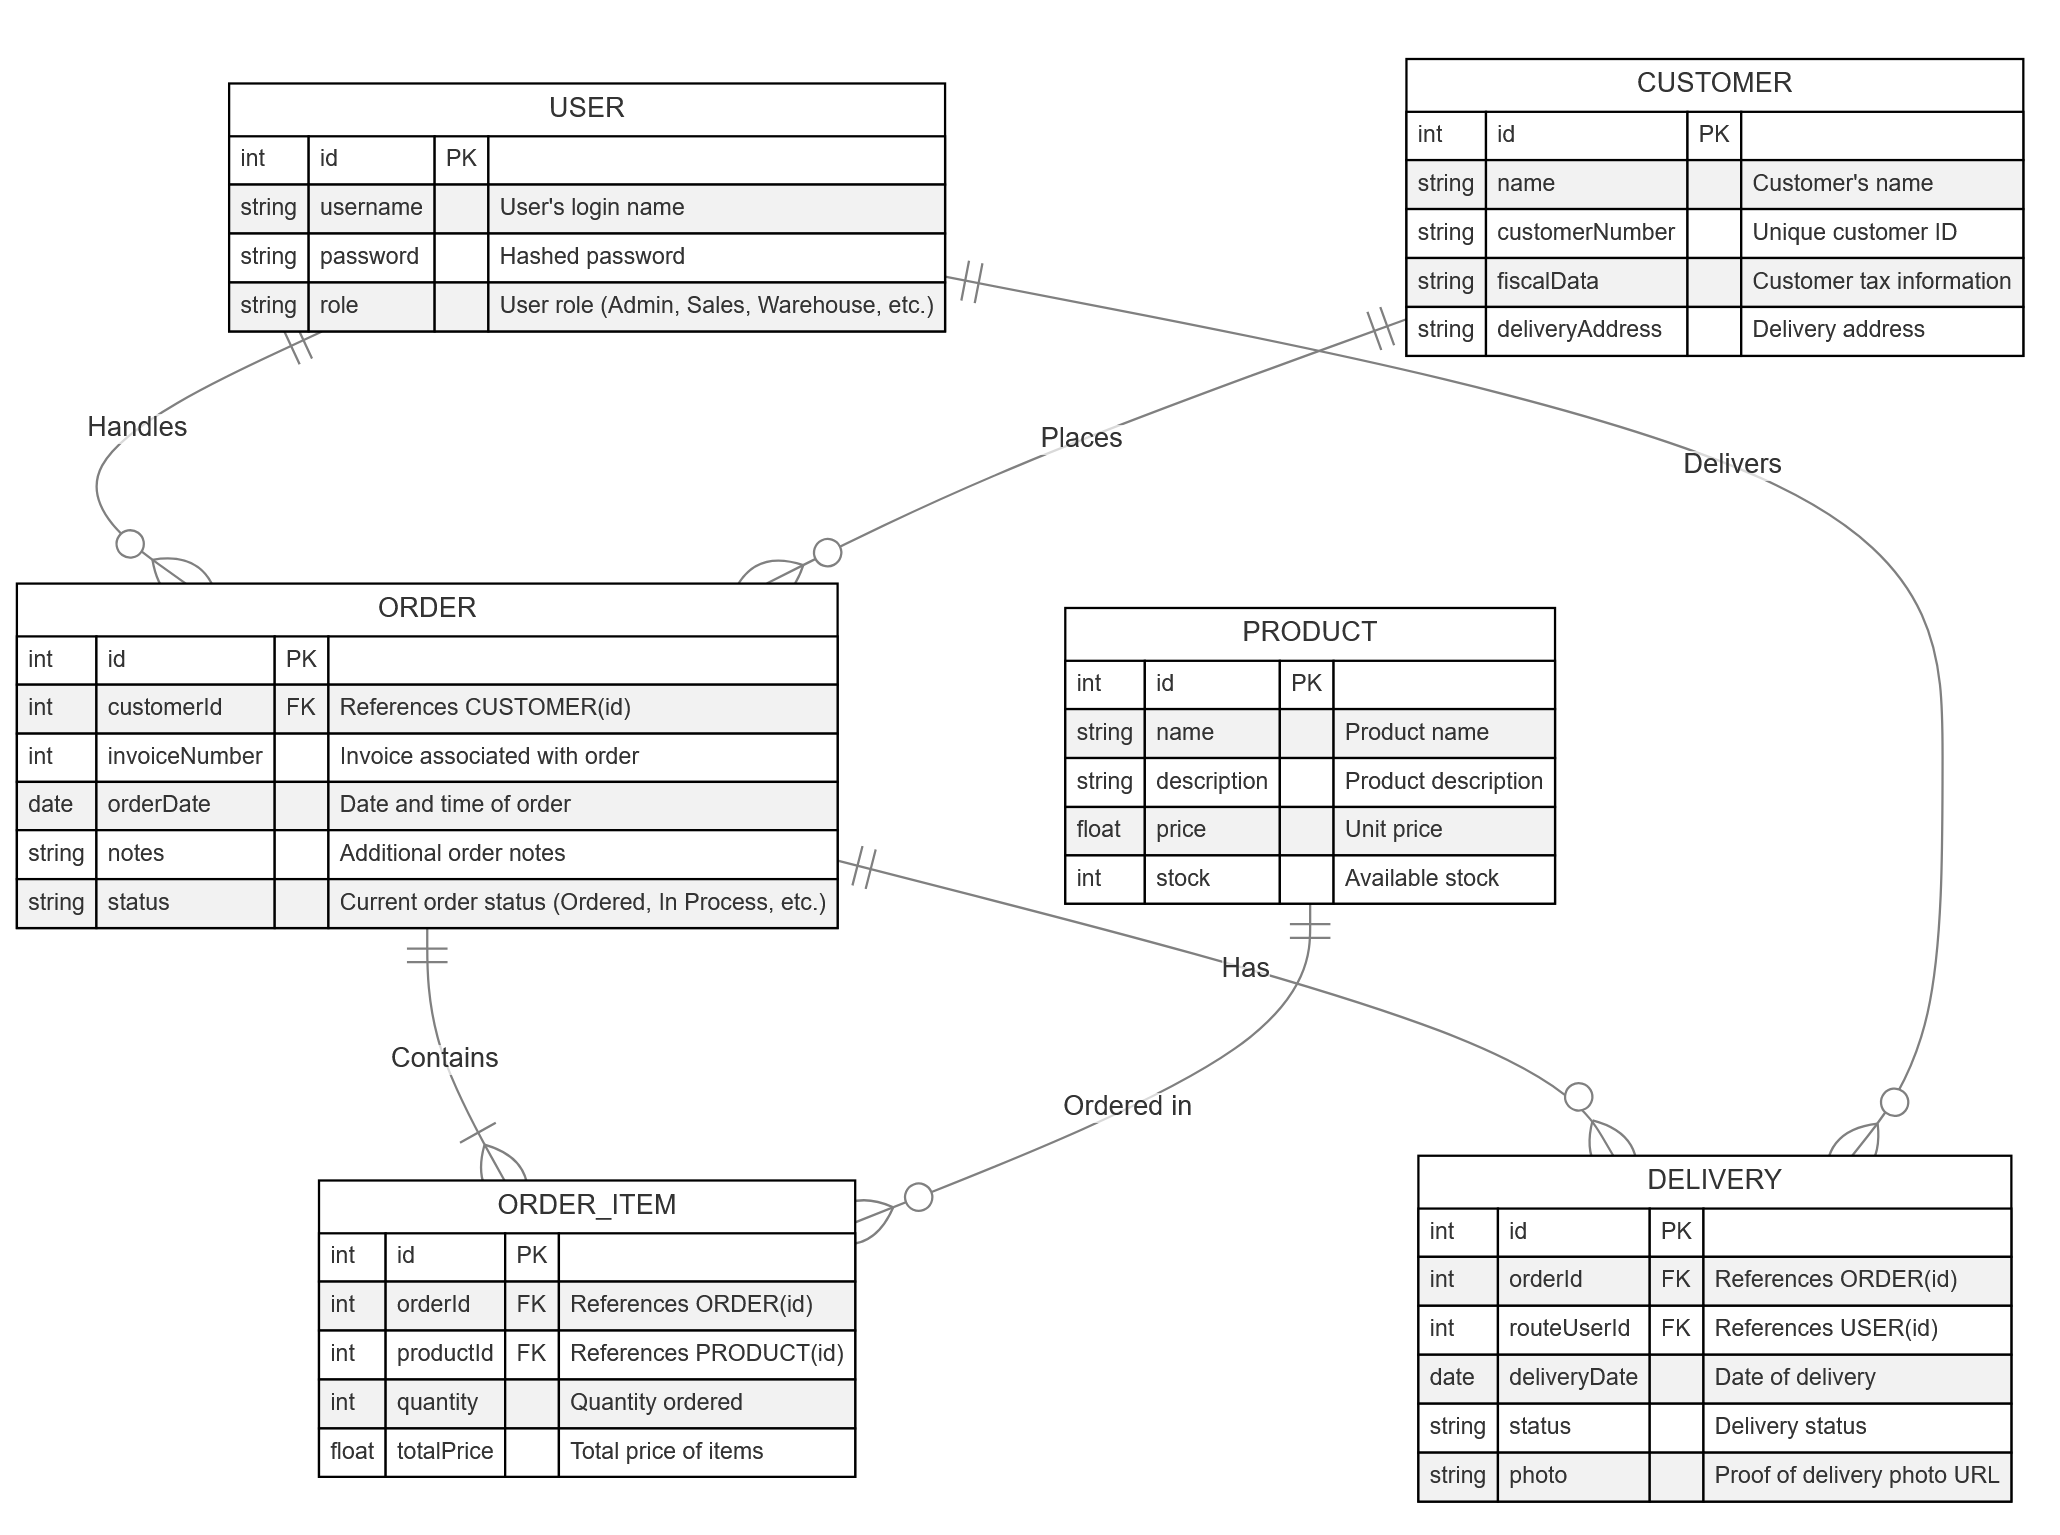 USER
int id PK
string username User's login name
string password Hashed password
string role User role (Admin, Sales, Warehouse, etc.)
CUSTOMER
int id PK
string name Customer's name
string customerNumber Unique customer ID
string fiscalData Customer tax information
string deliveryAddress Delivery address
Handles
Places
Delivers
ORDER
int id PK
int customerId FK References CUSTOMER(id)
int invoiceNumber Invoice associated with order
date orderDate Date and time of order
string notes Additional order notes
string status Current order status (Ordered, In Process, etc.)
PRODUCT
int id PK
string name Product name
string description Product description
float price Unit price
int stock Available stock
Has
Contains
Ordered in
ORDER_ITEM
int id PK
int orderId FK References ORDER(id)
int productId FK References PRODUCT(id)
int quantity Quantity ordered
float totalPrice Total price of items
DELIVERY
int id PK
int orderId FK References ORDER(id)
int routeUserId FK References USER(id)
date deliveryDate Date of delivery
string status Delivery status
string photo Proof of delivery photo URL